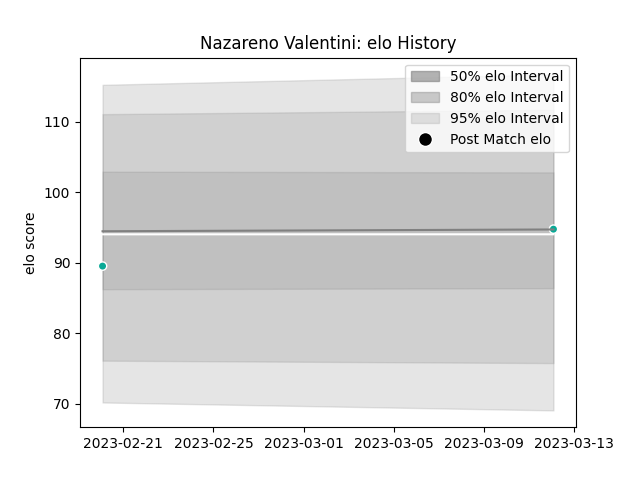 Nazareno Valentini: elo History
50% elo Interval
80% elo Interval
95% elo Interval
Post Match elo
elo score
110
100
90
80
70
2023-02-21 2023-02-25 2023-03-01 2023-03-05 2023-03-09 2023-03-13